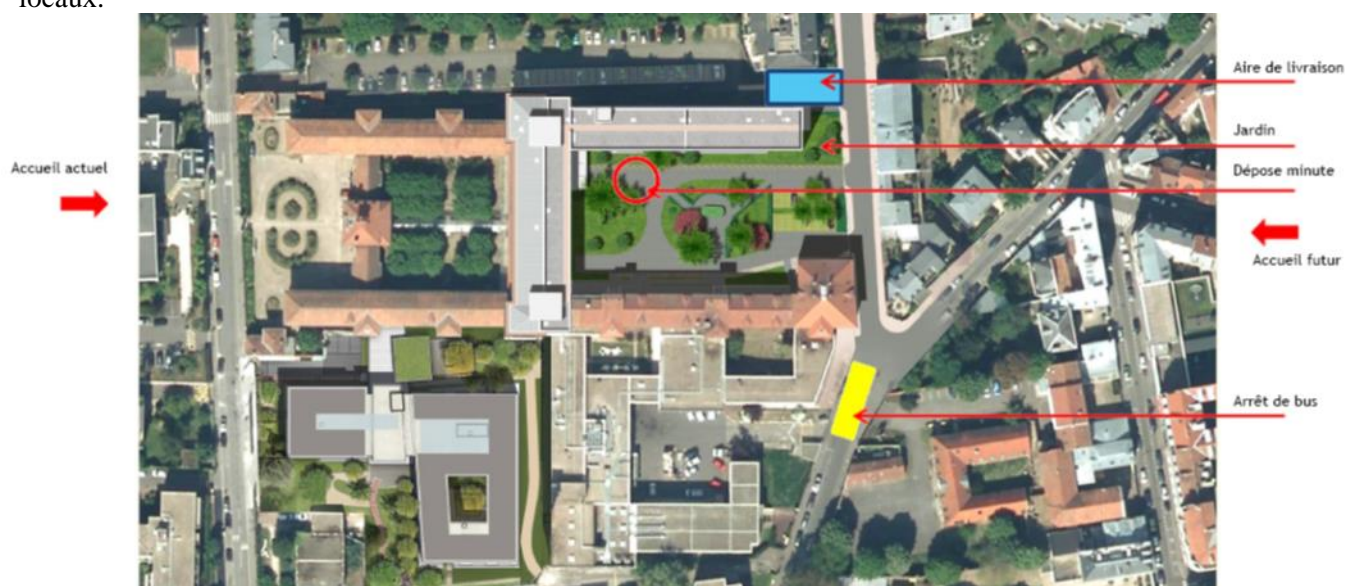 locaux.
Aire de livraison
Jardin
Dépose minute
Accueil actuel
Accueil futur
Arrêt de bus